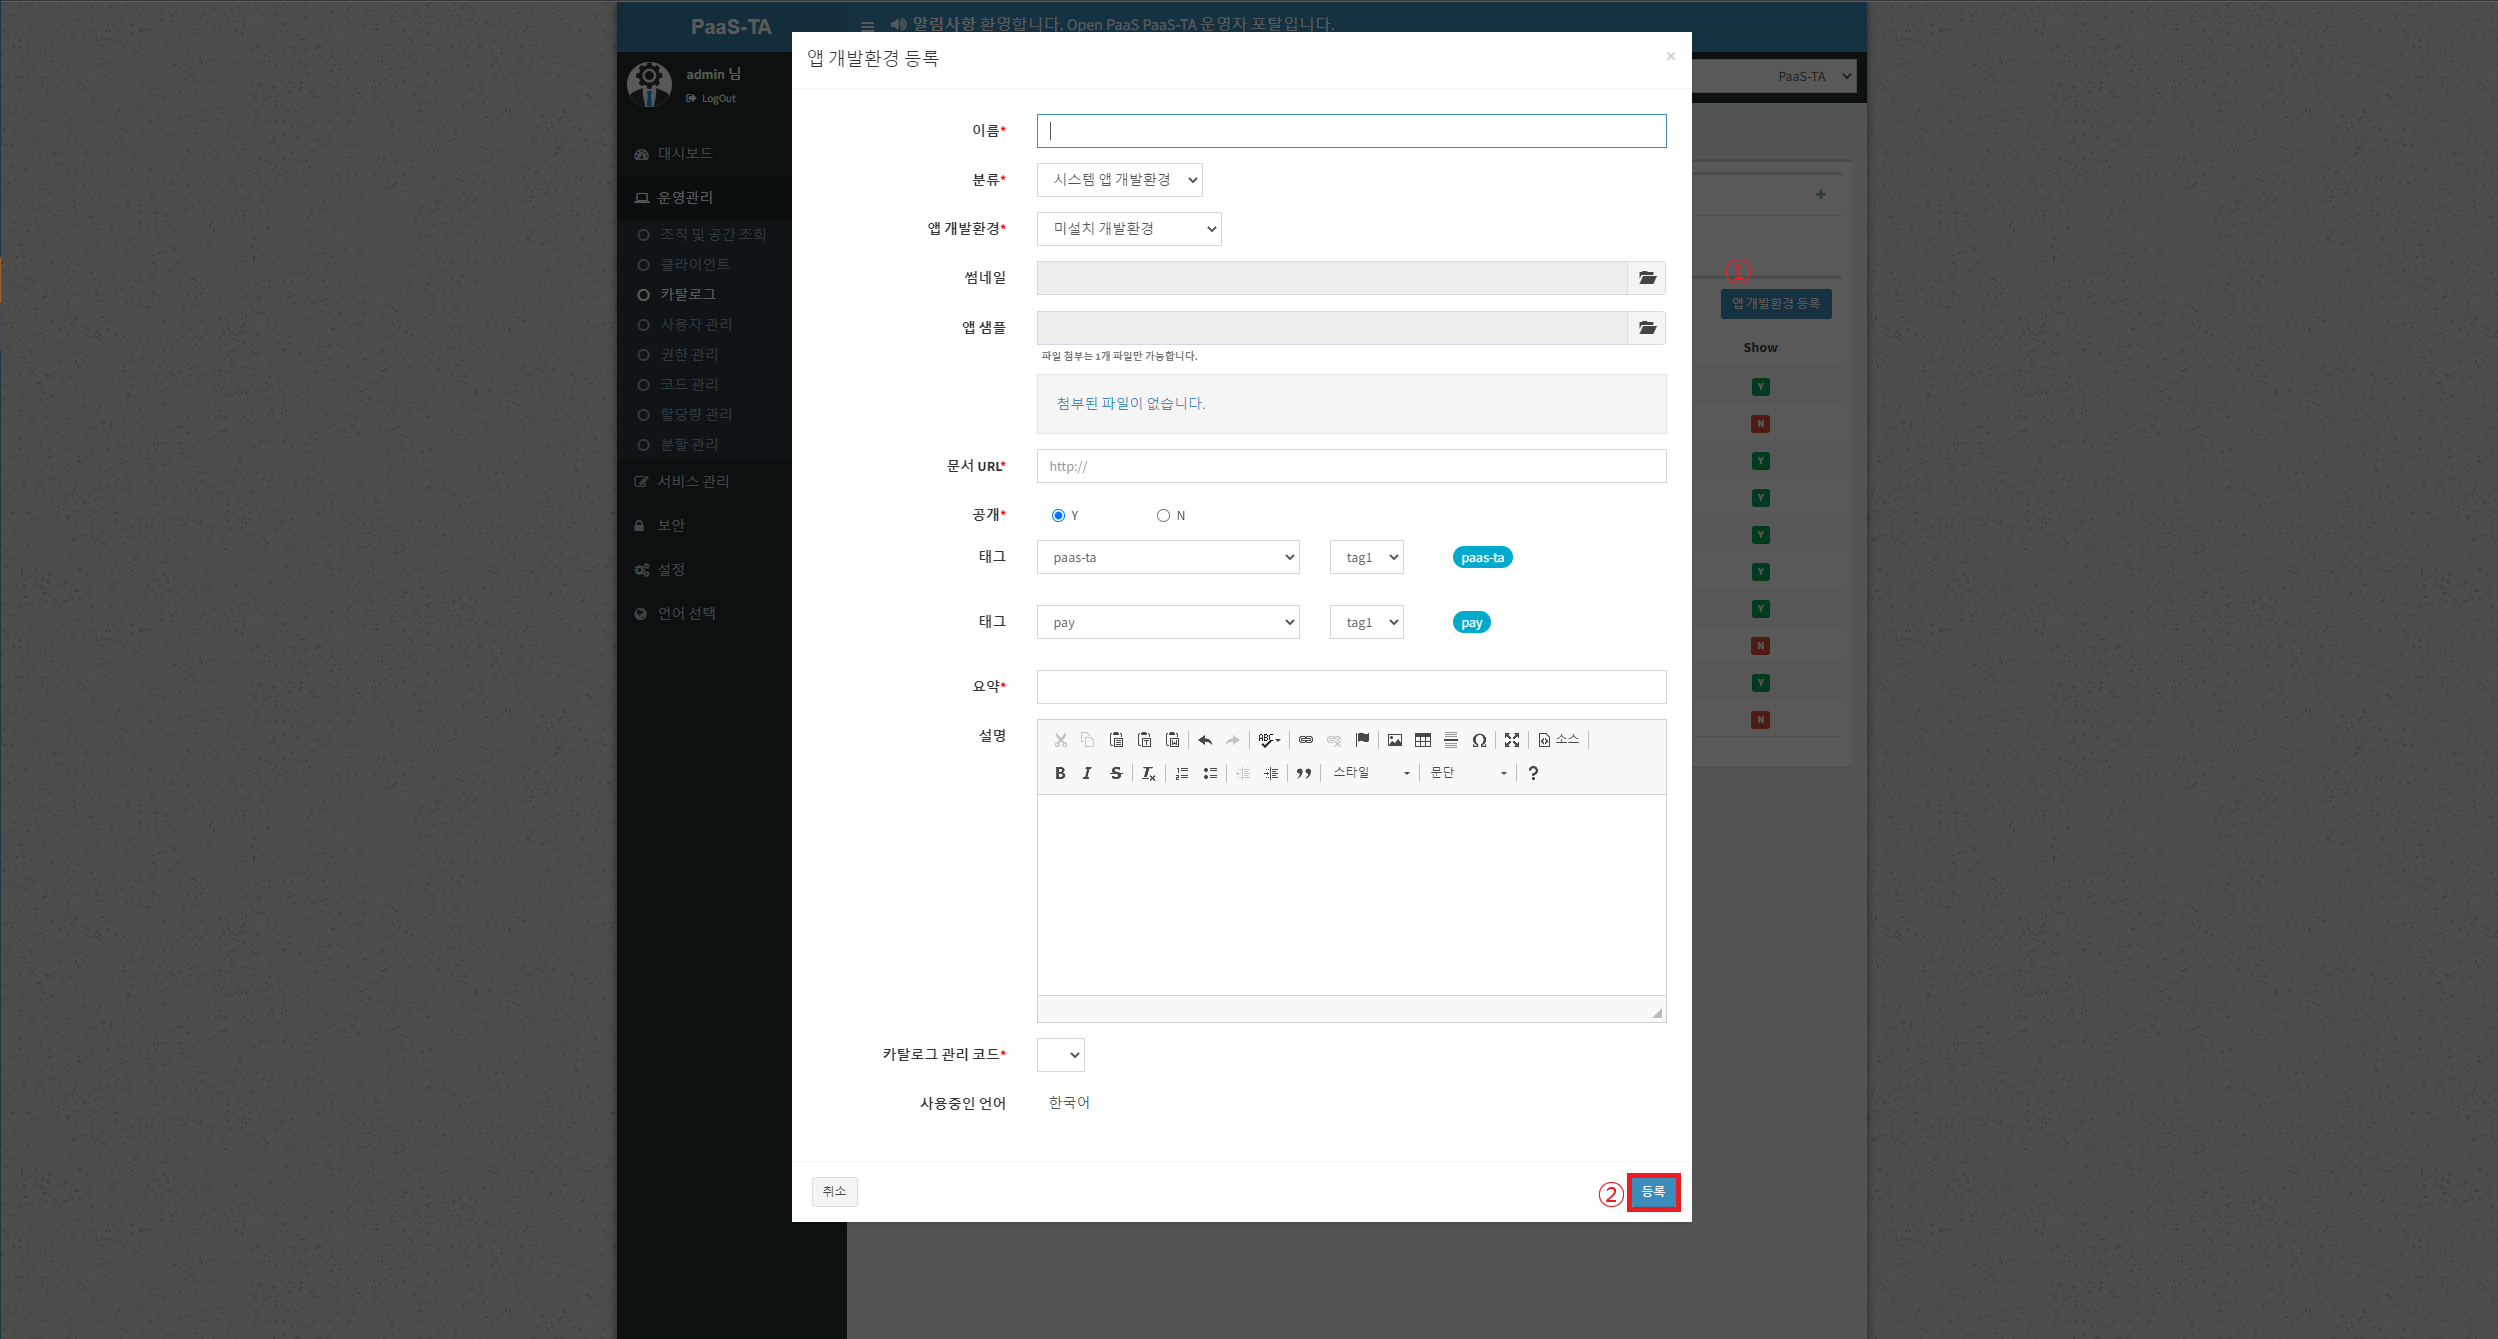 PaaS-TA
알림사항 환영합니다. Open PaaS PaaS-TA 운영자 포탈입니다.
admin 님
LogOut
PaaS-TA
대시보드
운영관리
조직 및 공간 조회
클라이언트
카탈로그
사용자 관리
권한 관리
코드 관리
할당량 관리
분할 관리
서비스 관리
보안
설정
언어 선택
앱 개발환경 등록
×
이름*
분류*
시스템 앱 개발환경
앱 개발환경*
미설치 개발환경
썸네일
앱 샘플
파일 첨부는 1개 파일만 가능합니다.
첨부된 파일이 없습니다.
문서 URL*
http://
공개*
Y
N
태그
paas-ta
tag1
paas-ta
태그
pay
tag1
pay
요약*
설명
소스
스타일
문단
카탈로그 관리 코드*
사용중인 언어
한국어
취소
② 등록
①
앱 개발환경 등록
Show
Y
N
Y
Y
Y
Y
Y
N
Y
N